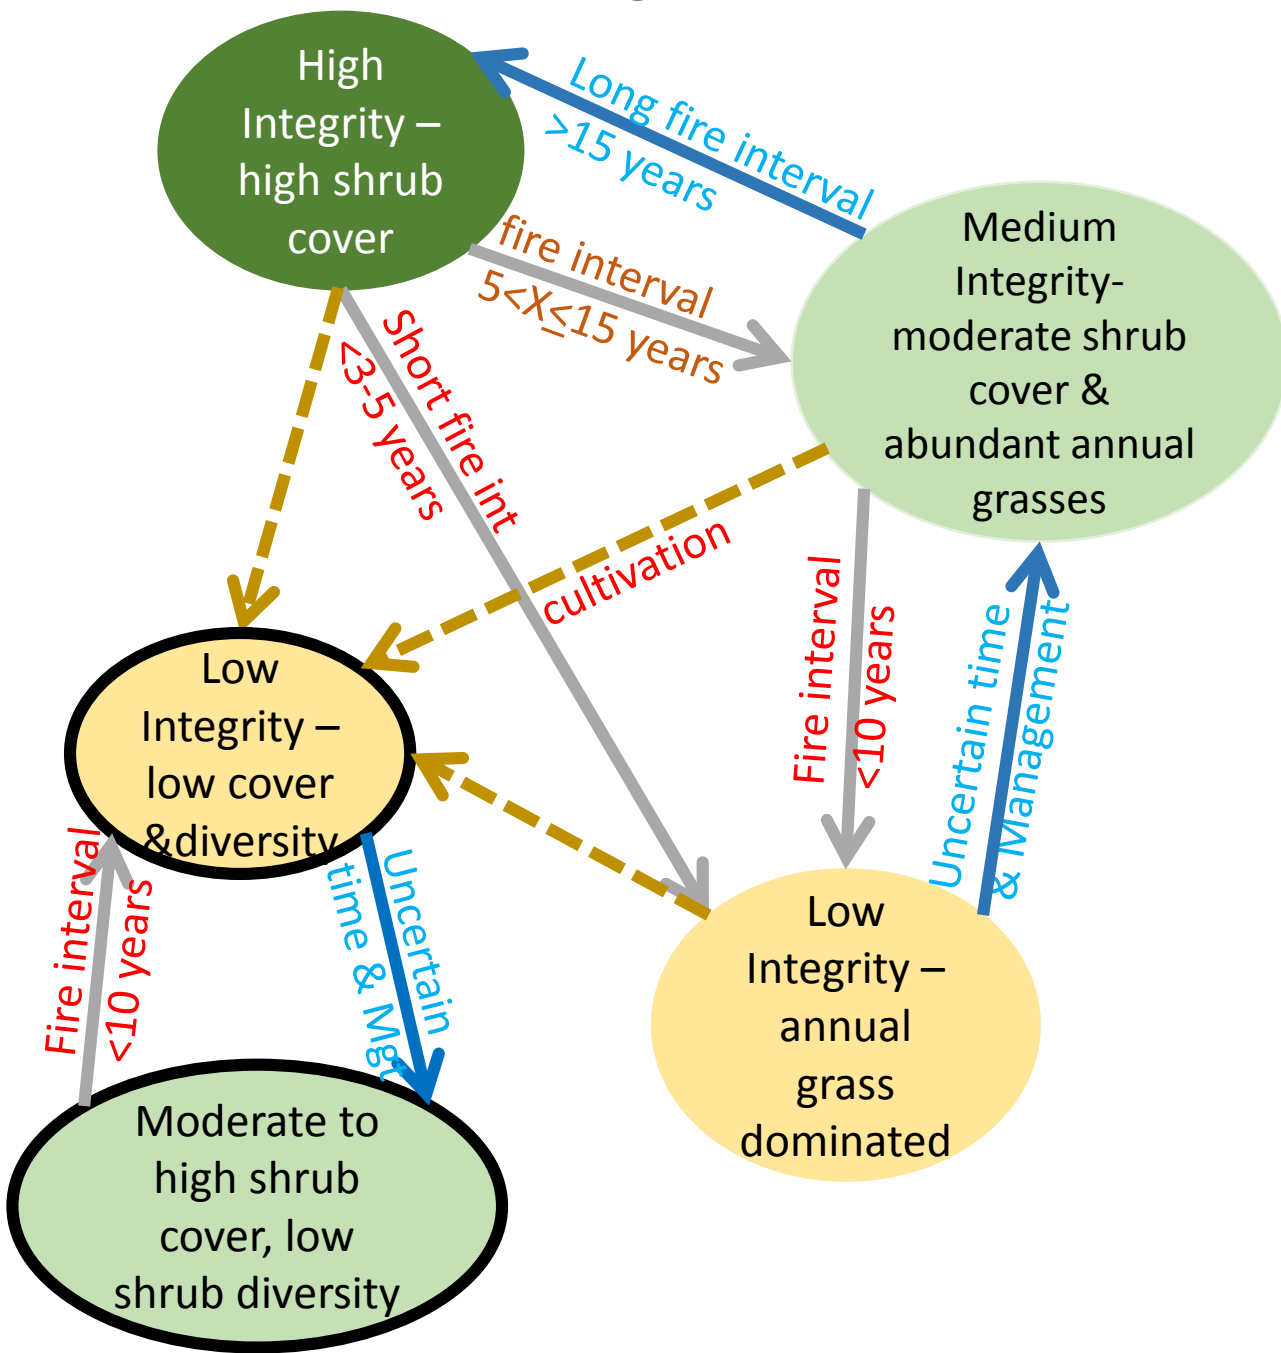 High
Integrity –
high shrub
cover
Long fire interval
>15 years
fire interval
5<X≤15 years
Medium
Integrity-
moderate shrub
cover &
abundant annual
grasses
Short fire int
<3-5 years
cultivation
Fire interval
<10 years
Uncertain time
& Management
Low
Integrity –
low cover
&diversity
Fire interval
<10 years
Uncertain
time & Mgt
Low
Integrity –
annual
grass
dominated
Moderate to
high shrub
cover, low
shrub diversity